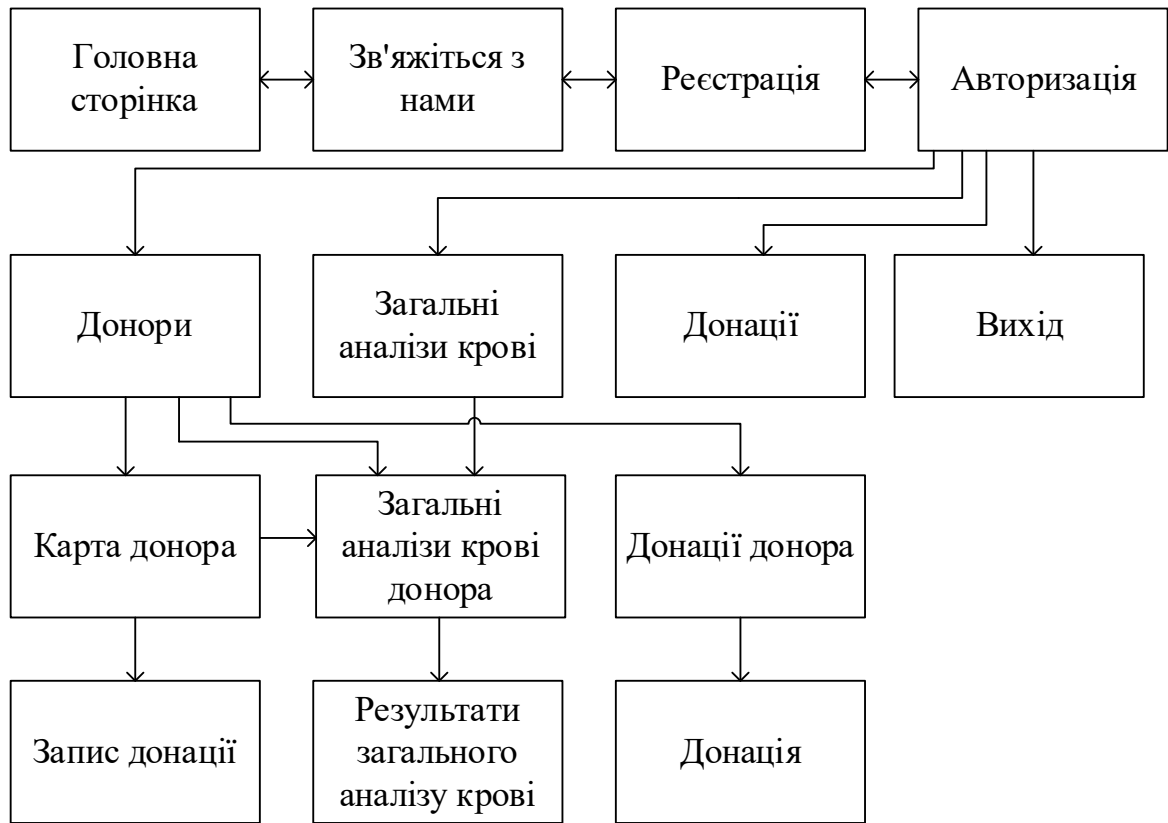 Головна
сторінка
Зв'яжіться з
нами
Реєстрація
Авторизація
Донори
Загальні
аналізи крові
Донації
Вихід
Карта донора
Загальні
аналізи крові
донора
Донації донора
Запис донації
Результати
загального
аналізу крові
Донація